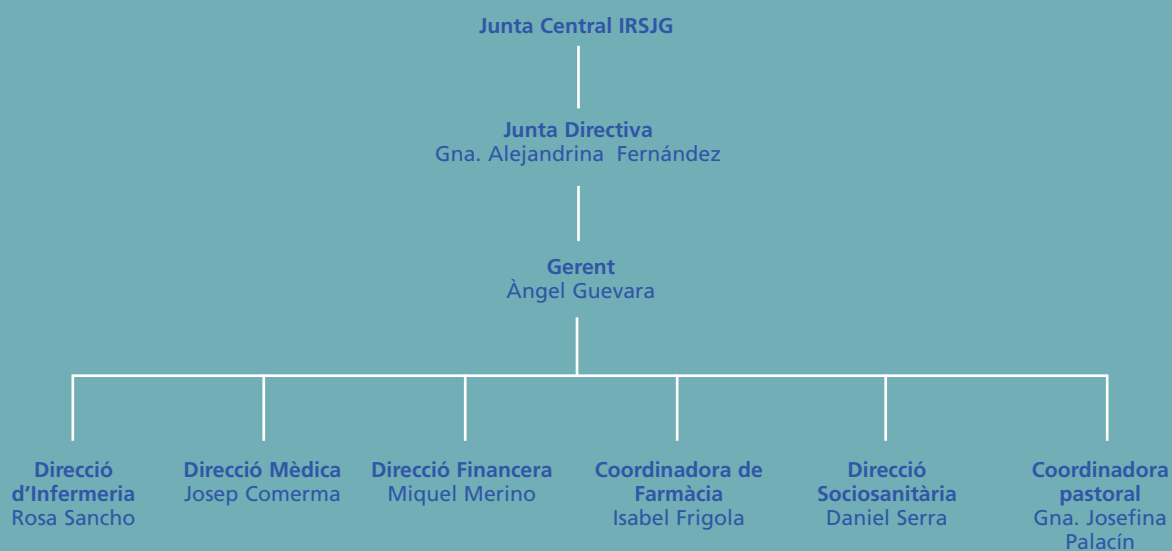 Junta Central IRSJG
Junta Directiva
Gna. Alejandrina Fernández
Gerent
Àngel Guevara
Direcció
d'Infermeria
Rosa Sancho
Direcció Mèdica
Josep Comerma
Direcció Financera
Miquel Merino
Coordinadora de
Farmàcia
Isabel Frigola
Direcció
Sociosanitària
Daniel Serra
Coordinadora
pastoral
Gna. Josefina
Palacín